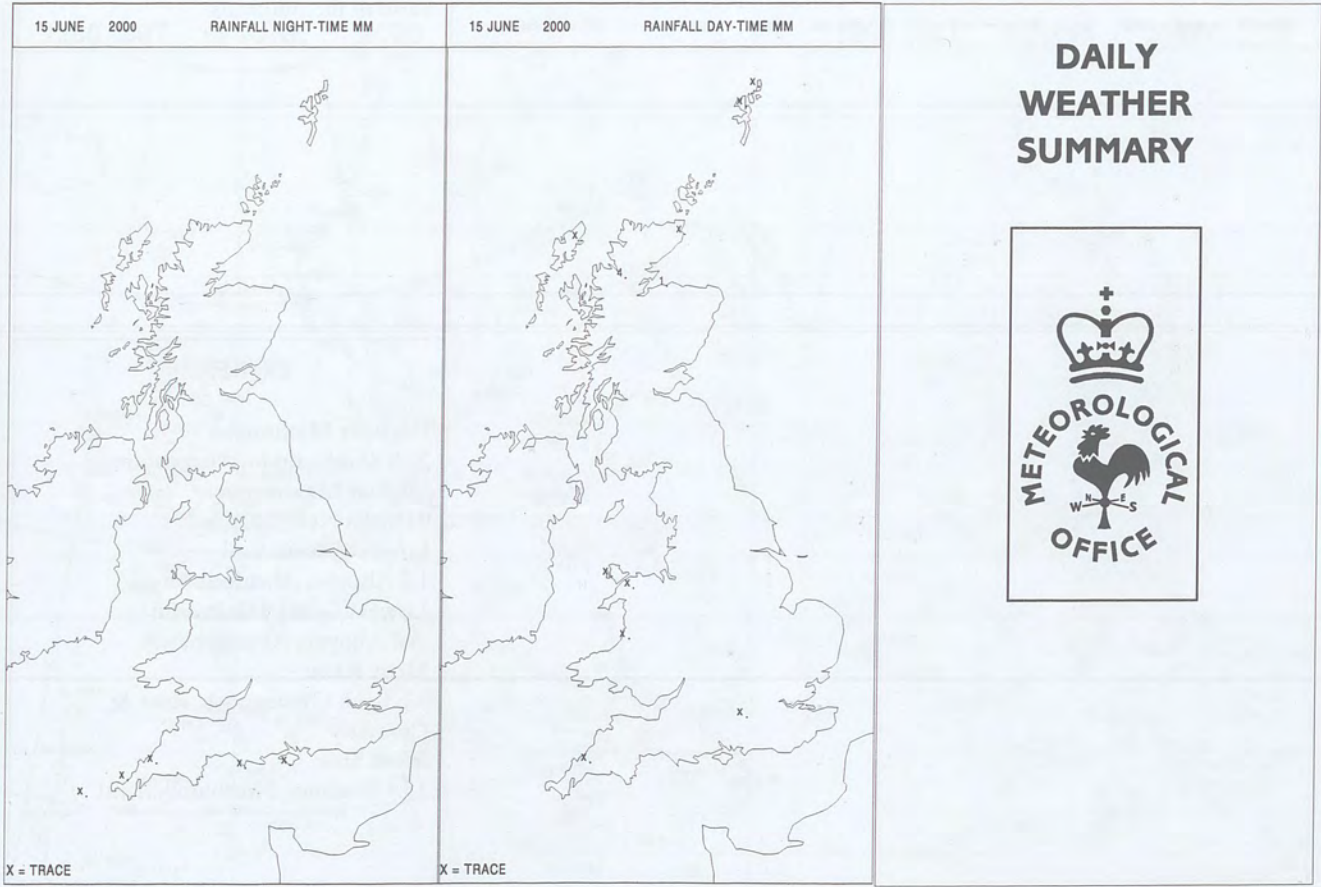 15 JUNE 2000 RAINFALL NIGHT-TIME MM
X
X
X
X
X
X = TRACE
15 JUNE 2000 RAINFALL DAY-TIME MM
X
X
X
X
4
X
X
X
X
X
X = TRACE
DAILY
WEATHER
SUMMARY
METEOROLOGICAL
N E
W S
OFFICE